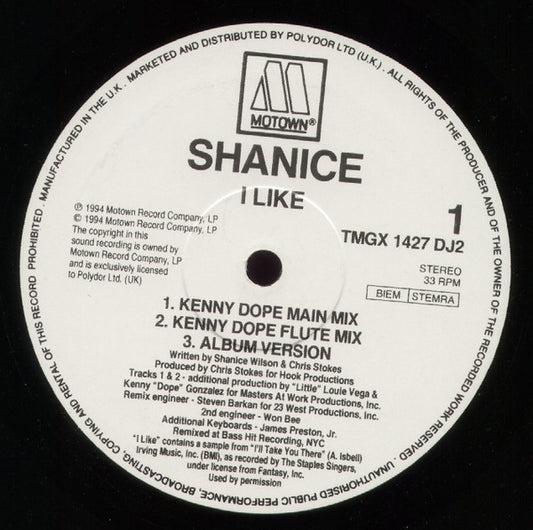 MANUFACTURED IN THE U.K. · MARKETED AND DISTRIBUTED BY POLYDOR LTD (U.K.) · ALL RIGHTS OF THE PRODUCER AND OF THE OWNER OF THE RECORDED WORK RESERVED · UNAUTHORISED PUBLIC PERFORMANCE, BROADCASTING, COPYING AND RENTAL OF THIS RECORD PROHIBITED ·
MOTOWN®
SHANICE
I LIKE
1
TMGX 1427 DJ2
℗ 1994 Motown Record Company, LP
© 1994 Motown Record Company, LP
The copyright in this
sound recording is owned by
Motown Record Company, LP
and is exclusively licensed
to Polydor Ltd. (UK)
STEREO
33 RPM
BIEM STEMRA
1. KENNY DOPE MAIN MIX
2. KENNY DOPE FLUTE MIX
3. ALBUM VERSION
Written by Shanice Wilson & Chris Stokes
Produced by Chris Stokes for Hook Productions
Tracks 1 & 2 - additional production by "Little" Louie Vega &
Kenny "Dope" Gonzalez for Masters At Work Productions, Inc.
Remix engineer - Steven Barkan for 23 West Productions, Inc.
2nd engineer - Won Bee
Additional Keyboards - James Preston, Jr.
Remixed at Bass Hit Recording, NYC
"I Like" contains a sample from "I'll Take You There" (A. Isbell)
Irving Music, Inc. (BMI), as recorded by The Staples Singers,
under license from Fantasy, Inc.
Used by permission